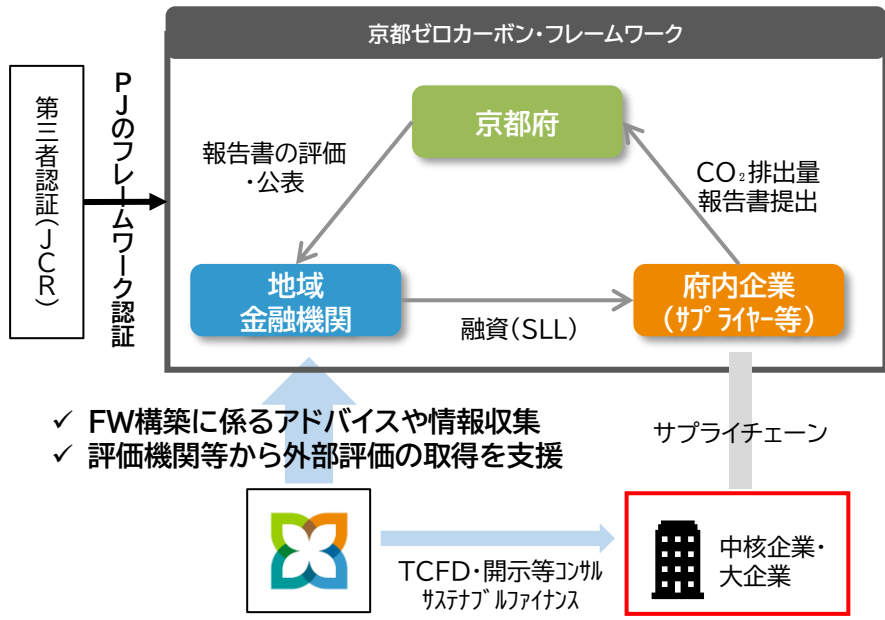 京都ゼロカーボン・フレームワーク
第三者認証(JCR)
PJのフレームワーク認証
京都府
報告書の評価
・公表
CO₂排出量
報告書提出
地域
金融機関
融資(SLL)
府内企業
(ｻﾌﾟﾗｲﾔｰ等)
✓ FW構築に係るアドバイスや情報収集
✓ 評価機関等から外部評価の取得を支援
サプライチェーン
TCFD・開示等ｺﾝｻﾙ
ｻｽﾃﾅﾌﾞﾙﾌｧｲﾅﾝｽ
中核企業・
大企業